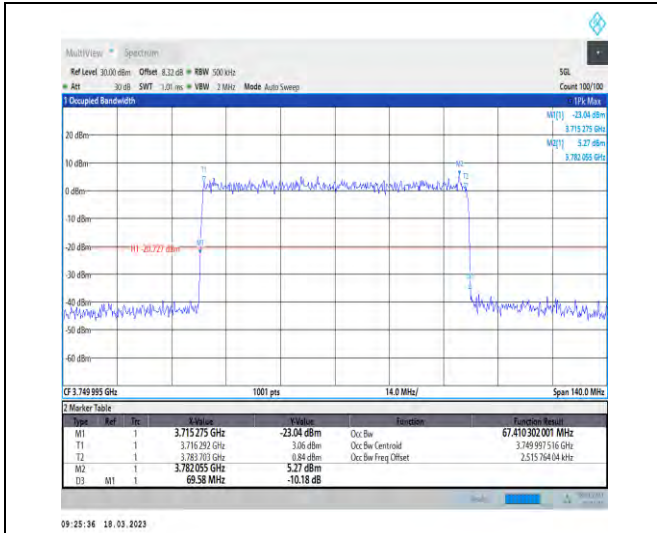 MultiView Spectrum
Ref Level 30.00 dBm Offset 8.32 dB RBW 500 kHz SGL
Att 30 dB SWT 1.01 ms VBW 2 MHz Mode Auto Sweep Count 100/100
1 Occupied Bandwidth 1Pk Max
M1[1] -23.04 dBm
3.715 275 GHz
M2[1] 5.27 dBm
3.782 055 GHz
20 dBm
10 dBm
T1 M2 T2
0 dBm
-10 dBm
-20 dBm
M1
H1 -20.727 dBm
-30 dBm
-40 dBm
-50 dBm
-60 dBm
CF 3.749 995 GHz 1001 pts 14.0 MHz/ Span 140.0 MHz
2 Marker Table
Type Ref Trc X-Value Y-Value Function Function Result
M1 1 3.715 275 GHz -23.04 dBm Occ Bw 67.410 302 001 MHz
T1 1 3.716 292 GHz 3.06 dBm Occ Bw Centroid 3.749 997 516 GHz
T2 1 3.783 703 GHz 0.84 dBm Occ Bw Freq Offset 2.515 764 04 kHz
M2 1 3.782 055 GHz 5.27 dBm
D3 M1 1 69.58 MHz -10.18 dB
09:25:36 18.03.2023